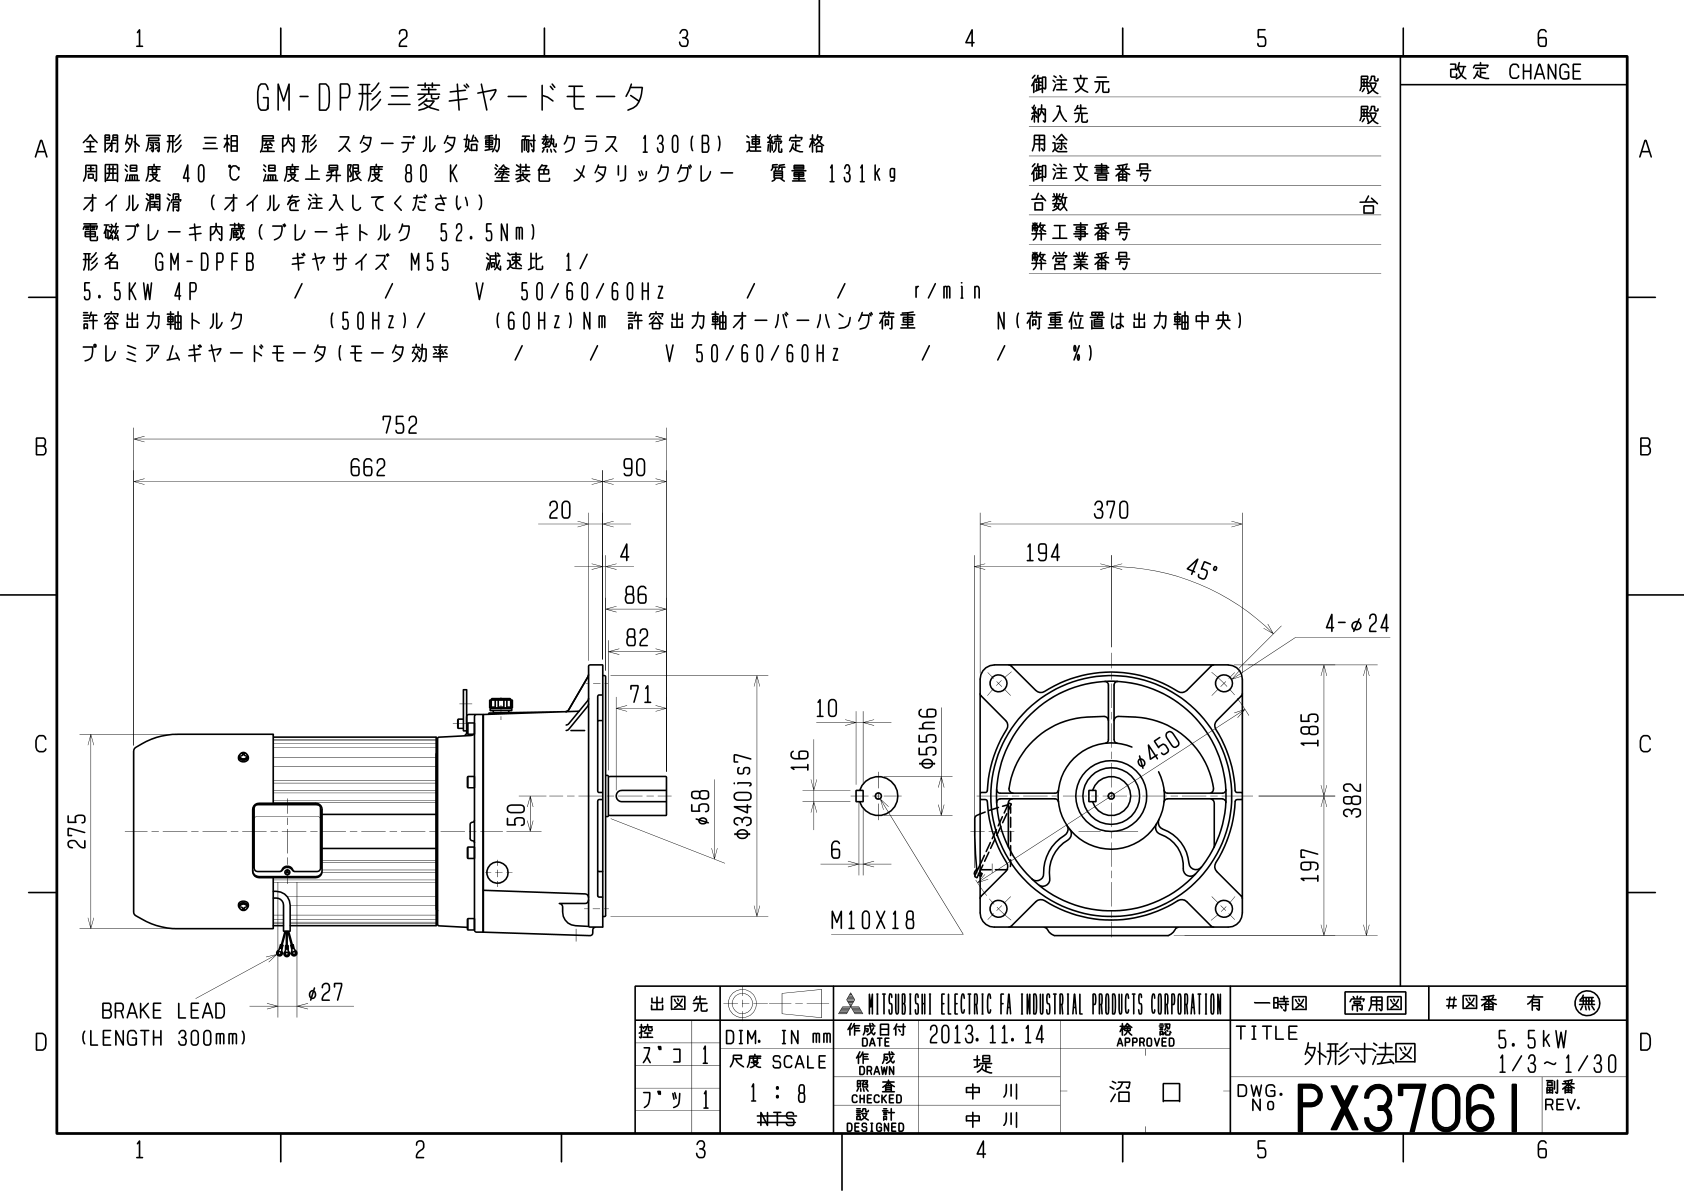 1 2 3 4 5 6
改定 CHANGE
GM-DP形三菱ギヤードモータ
全閉外扇形 三相 屋内形 スターデルタ始動 耐熱クラス 130(B) 連続定格
周囲温度 40 ℃ 温度上昇限度 80 K 塗装色 メタリックグレー 質量 131kg
オイル潤滑 (オイルを注入してください)
電磁ブレーキ内蔵(ブレーキトルク 52.5Nm)
形名 GM-DPFB ギヤサイズ M55 減速比 1/
5.5KW 4P / / V 50/60/60Hz / / r/min
許容出力軸トルク (50Hz)/ (60Hz)Nm 許容出力軸オーバーハング荷重 N(荷重位置は出力軸中央)
プレミアムギヤードモータ(モータ効率 / / V 50/60/60Hz / / %)
御注文元 殿
納入先 殿
用途
御注文書番号
台数 台
弊工事番号
弊営業番号
A A
B B
C C
D D
752
662 90
20
4
86
82
71
275
50
φ58
Φ340js7
φ27
BRAKE LEAD
(LENGTH 300mm)
10
16
6
Φ55h6
M10X18
370
194
45°
4-φ24
φ450
185
197
382
出図先
控
ズコ 1
ブツ 1
DIM. IN mm
尺度 SCALE
1 : 8
NTS
MITSUBISHI ELECTRIC FA INDUSTRIAL PRODUCTS CORPORATION
作成日付 DATE 2013.11.14
作成 DRAWN 堤
照査 CHECKED 中川
設計 DESIGNED 中川
検認 APPROVED
沼口
一時図 常用図 #図番 有 無
TITLE
外形寸法図
5.5kW
1/3~1/30
DWG. No PX37061
副番 REV.
1 2 3 4 5 6